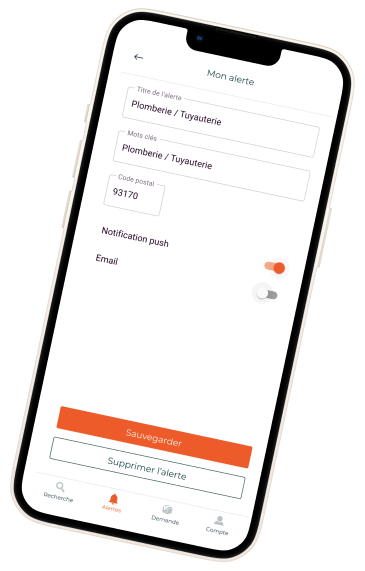 Mon alerte
Titre de l'alerte
Plomberie / Tuyauterie
Mots clés
Plomberie / Tuyauterie
Code postal
93170
Notification push
Email
Sauvegarder
Supprimer l'alerte
Recherche
Alertes
Demande
Compte